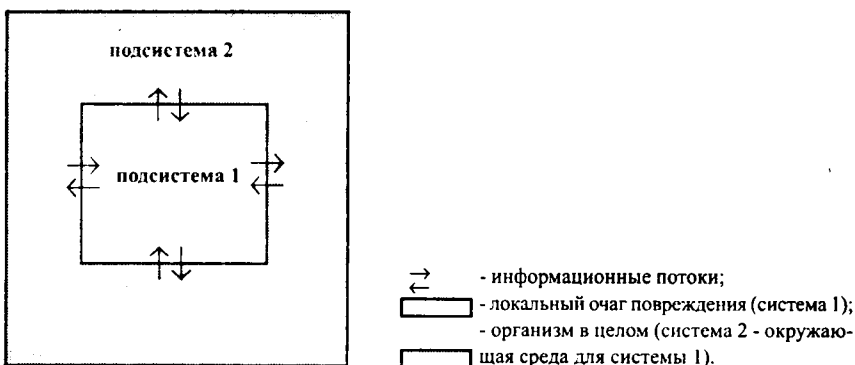 подсистема 2
подсистема 1
- информационные потоки;
- локальный очаг повреждения (система 1);
- организм в целом (система 2 - окружаю-
щая среда для системы 1).